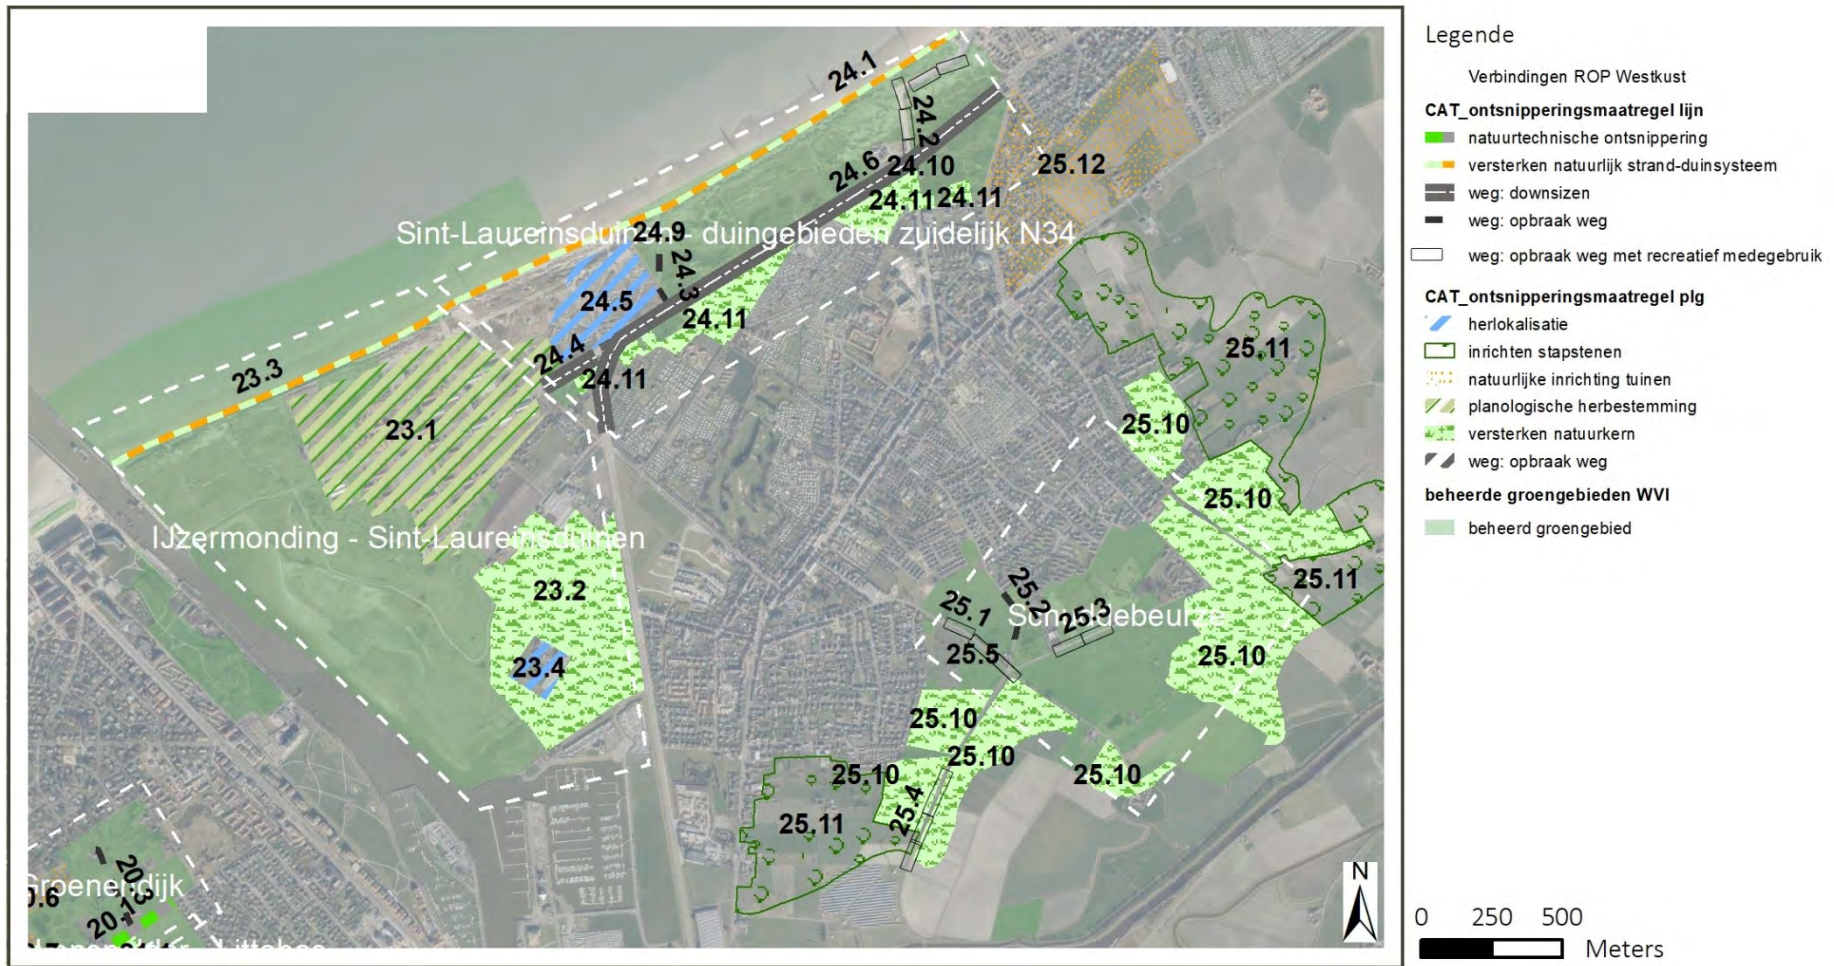 24.1
24.2
24.6
24.10
25.12
24.11
24.11
Sint-Laureinsduinen - duingebieden zuidelijk N34
24.9
24.3
24.5
24.11
24.4
24.11
23.3
23.1
25.11
25.10
25.10
IJzermonding - Sint-Laureinsduinen
23.2
25.11
25.2
25.1
25.3
Schuddebeurze
25.5
23.4
25.10
25.10
25.10
25.10
25.10
25.4
25.11
Groenendijk
N
Legende
Verbindingen ROP Westkust
CAT_ontsnipperingsmaatregel lijn
natuurtechnische ontsnippering
versterken natuurlijk strand-duinsysteem
weg: downsizen
weg: opbraak weg
weg: opbraak weg met recreatief medegebruik
CAT_ontsnipperingsmaatregel plg
herlokalisatie
inrichten stapstenen
natuurlijke inrichting tuinen
planologische herbestemming
versterken natuurkern
weg: opbraak weg
beheerde groengebieden WVI
beheerd groengebied
0 250 500
Meters